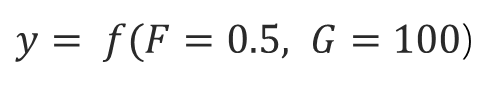 y = f(F = 0.5, G = 100)